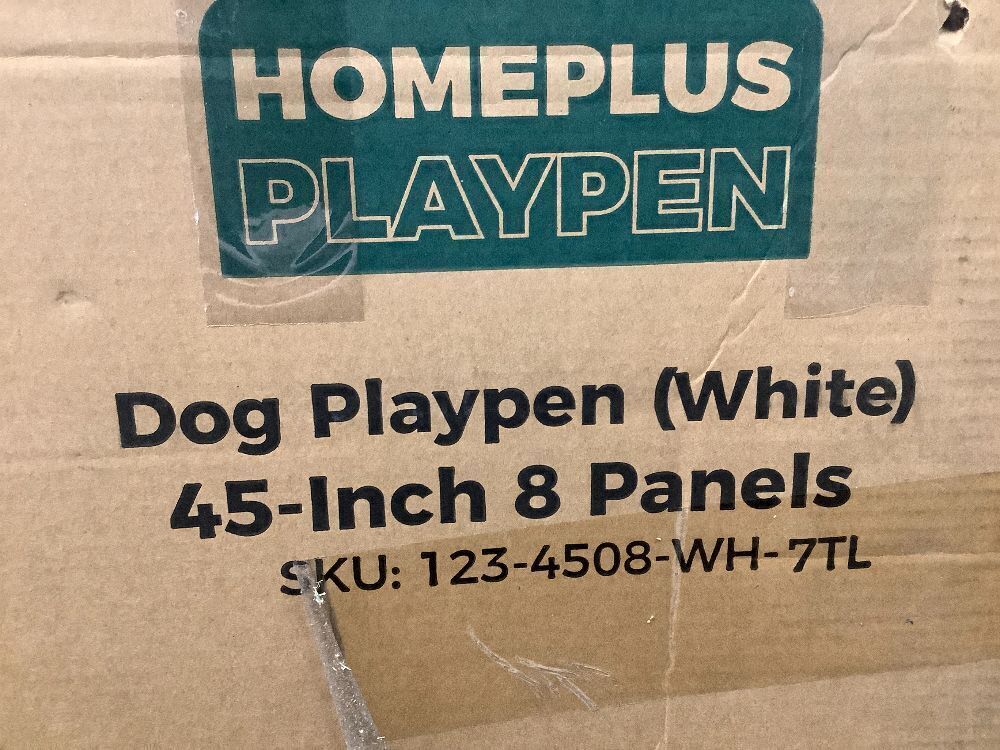 HOMEPLUS
PLAYPEN
Dog Playpen (White)
45-Inch 8 Panels
SKU: 123-4508-WH-7TL